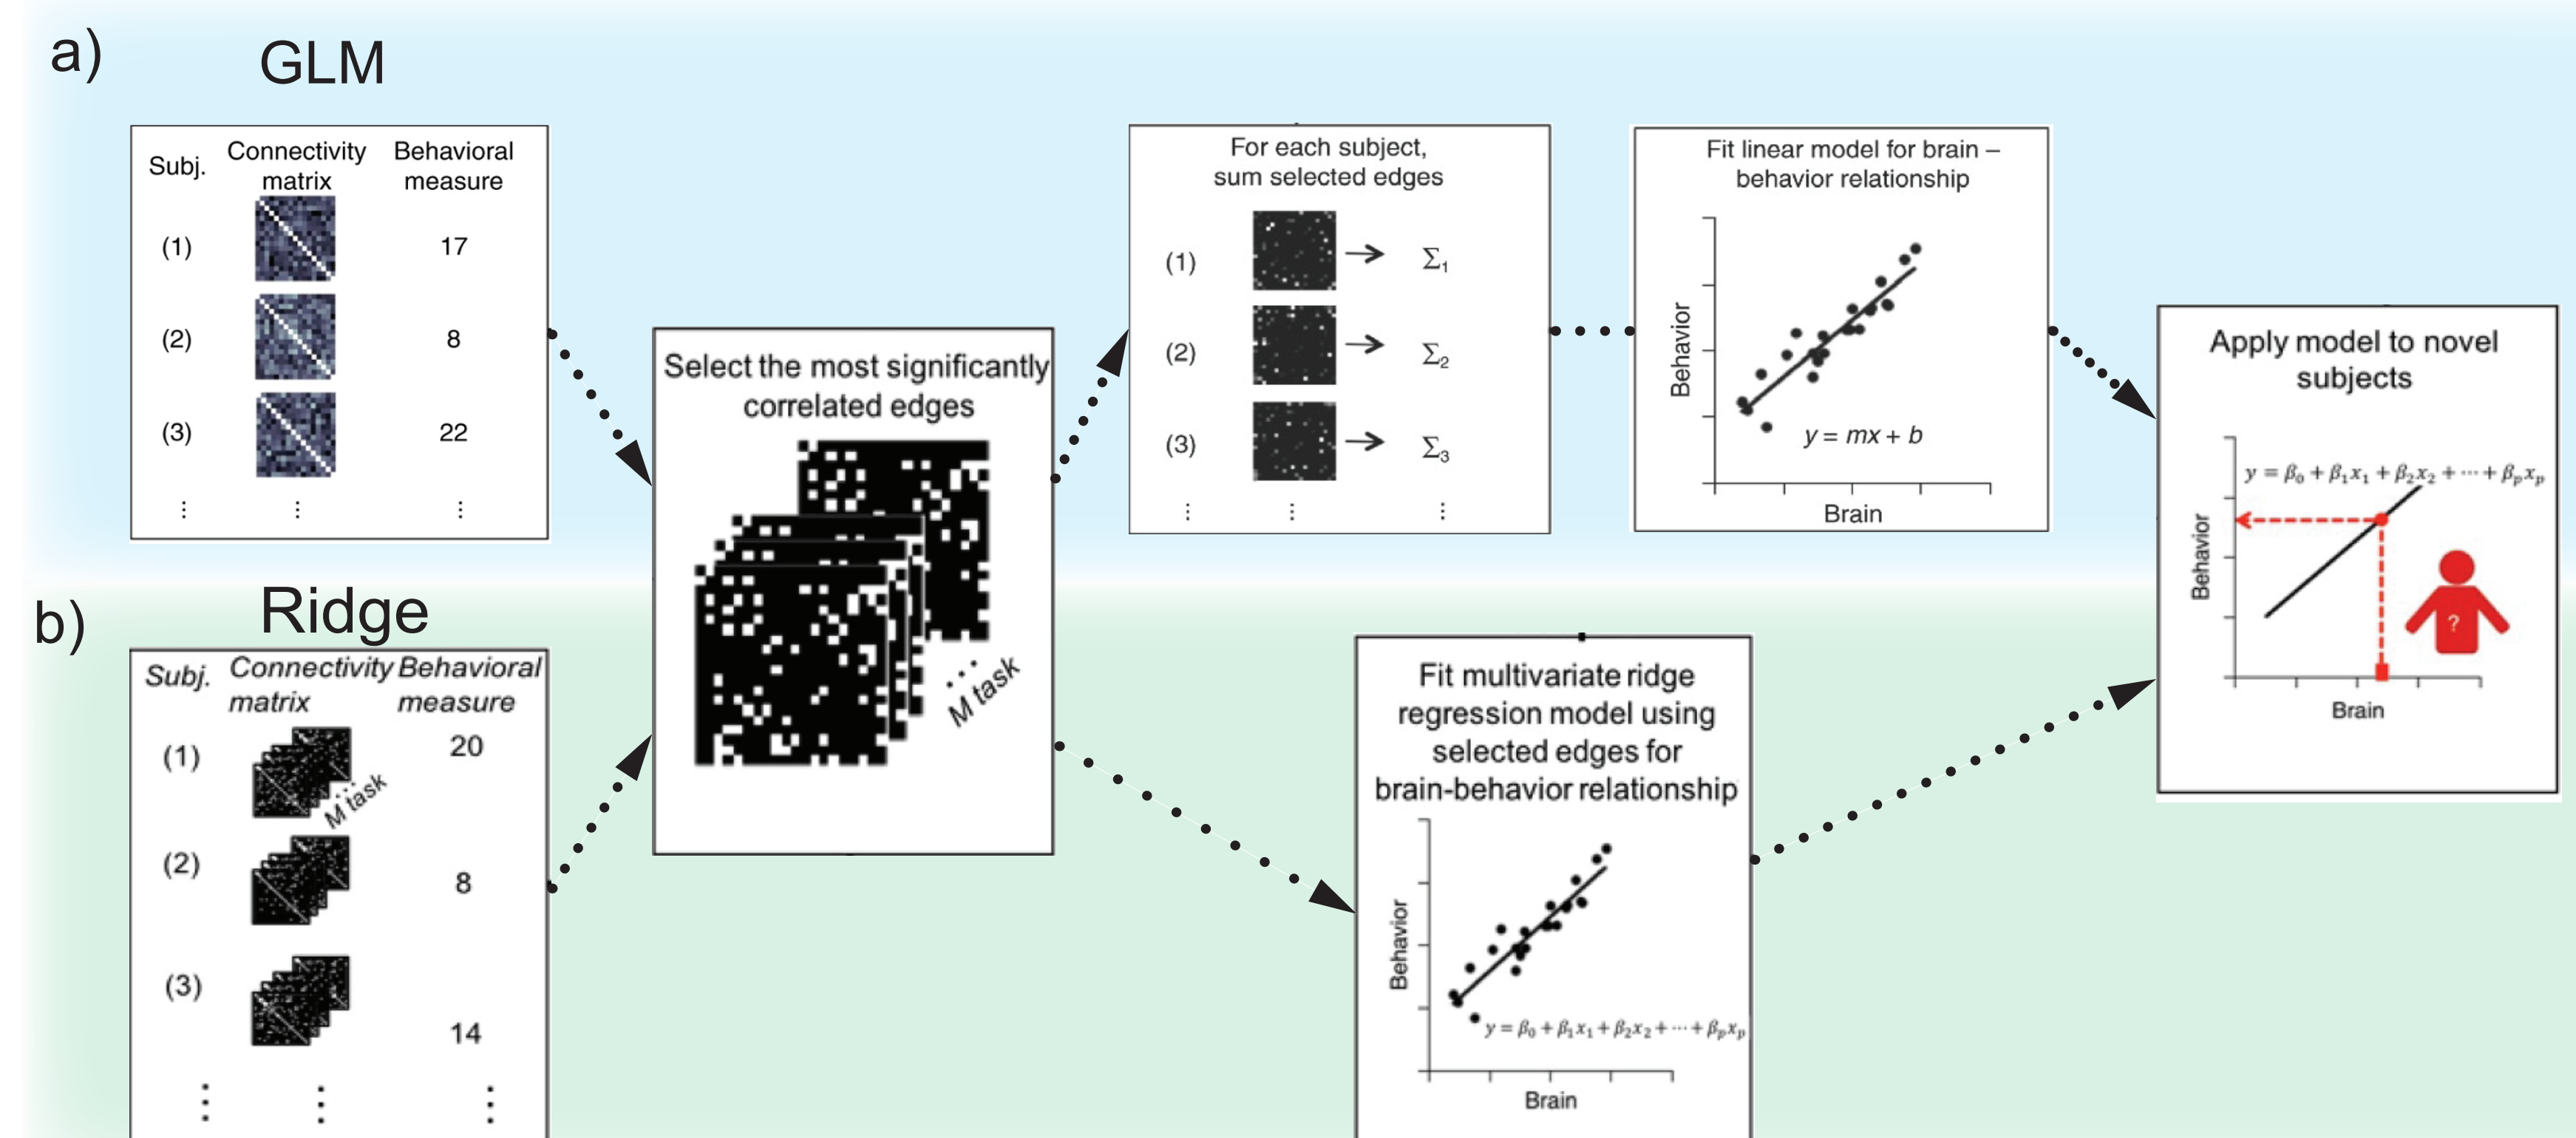 a)
GLM
Subj.
Connectivity
matrix
Behavioral
measure
(1)
17
(2)
8
(3)
22
⋮ ⋮ ⋮
Select the most significantly
correlated edges
...
M task
For each subject,
sum selected edges
(1) → Σ₁
(2) → Σ₂
(3) → Σ₃
⋮ ⋮ ⋮
Fit linear model for brain –
behavior relationship
Behavior
y = mx + b
Brain
Apply model to novel
subjects
y = β₀ + β₁x₁ + β₂x₂ + ⋯ + βₚxₚ
Behavior
?
Brain
b)
Ridge
Subj.
Connectivity
matrix
Behavioral
measure
(1)
20
...
M task
(2)
8
(3)
14
⋮ ⋮ ⋮
Fit multivariate ridge
regression model using
selected edges for
brain-behavior relationship
Behavior
y = β₀ + β₁x₁ + β₂x₂ + ⋯ + βₚxₚ
Brain